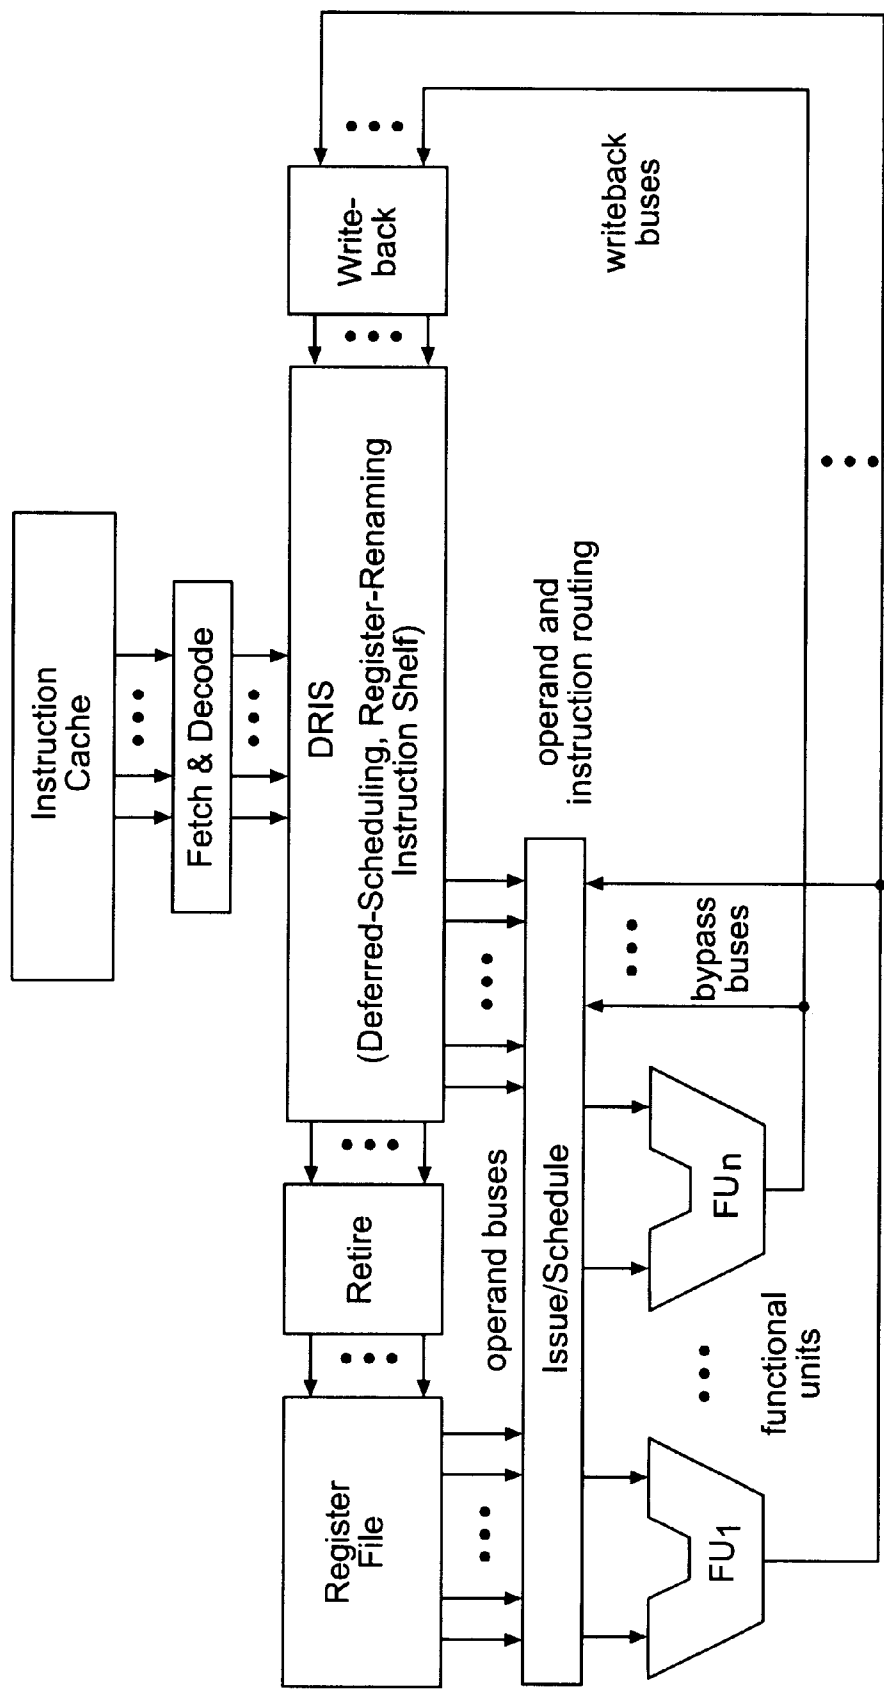 Instruction
Cache
Fetch & Decode
DRIS
(Deferred-Scheduling, Register-Renaming
Instruction Shelf)
Write-
back
Retire
Register
File
operand buses
operand and
instruction routing
Issue/Schedule
bypass
buses
writeback
buses
FU1
FUn
functional
units